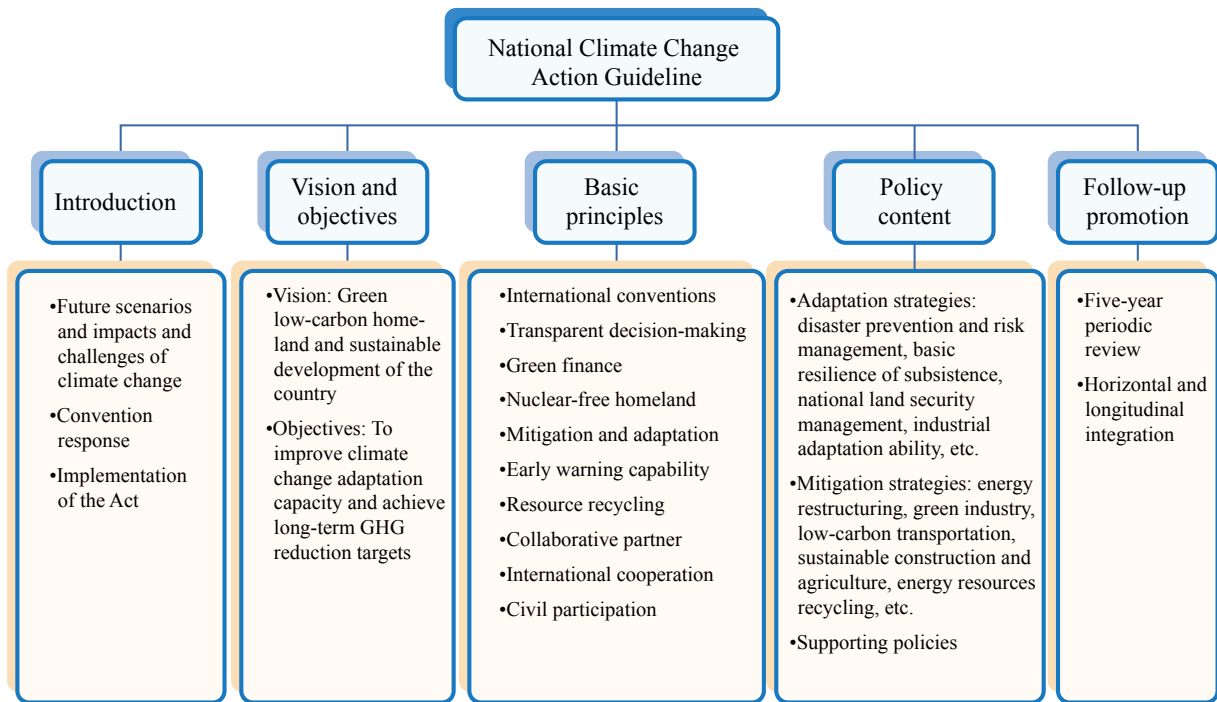 National Climate Change
Action Guideline
Introduction
•Future scenarios
and impacts and
challenges of
climate change
•Convention
response
•Implementation
of the Act
Vision and
objectives
•Vision: Green
low-carbon home-
land and sustainable
development of the
country
•Objectives: To
improve climate
change adaptation
capacity and achieve
long-term GHG
reduction targets
Basic
principles
•International conventions
•Transparent decision-making
•Green finance
•Nuclear-free homeland
•Mitigation and adaptation
•Early warning capability
•Resource recycling
•Collaborative partner
•International cooperation
•Civil participation
Policy
content
•Adaptation strategies:
disaster prevention and risk
management, basic
resilience of subsistence,
national land security
management, industrial
adaptation ability, etc.
•Mitigation strategies: energy
restructuring, green industry,
low-carbon transportation,
sustainable construction and
agriculture, energy resources
recycling, etc.
•Supporting policies
Follow-up
promotion
•Five-year
periodic
review
•Horizontal and
longitudinal
integration